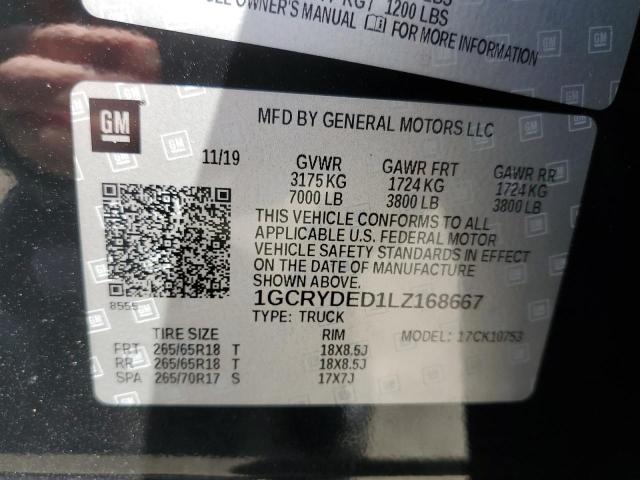 1200 LBS
OWNER'S MANUAL FOR MORE INFORMATION
GM
MFD BY GENERAL MOTORS LLC
11/19 GVWR GAWR FRT GAWR RR
3175 KG 1724 KG 1724 KG
7000 LB 3800 LB 3800 LB
THIS VEHICLE CONFORMS TO ALL
APPLICABLE U.S. FEDERAL MOTOR
VEHICLE SAFETY STANDARDS IN EFFECT
ON THE DATE OF MANUFACTURE
SHOWN ABOVE.
1GCRYDED1LZ168667
8555
TYPE: TRUCK MODEL: 17CK10753
TIRE SIZE RIM
FRT 265/65R18 T 18X8.5J
RR 265/65R18 T 18X8.5J
SPA 265/70R17 S 17X7J